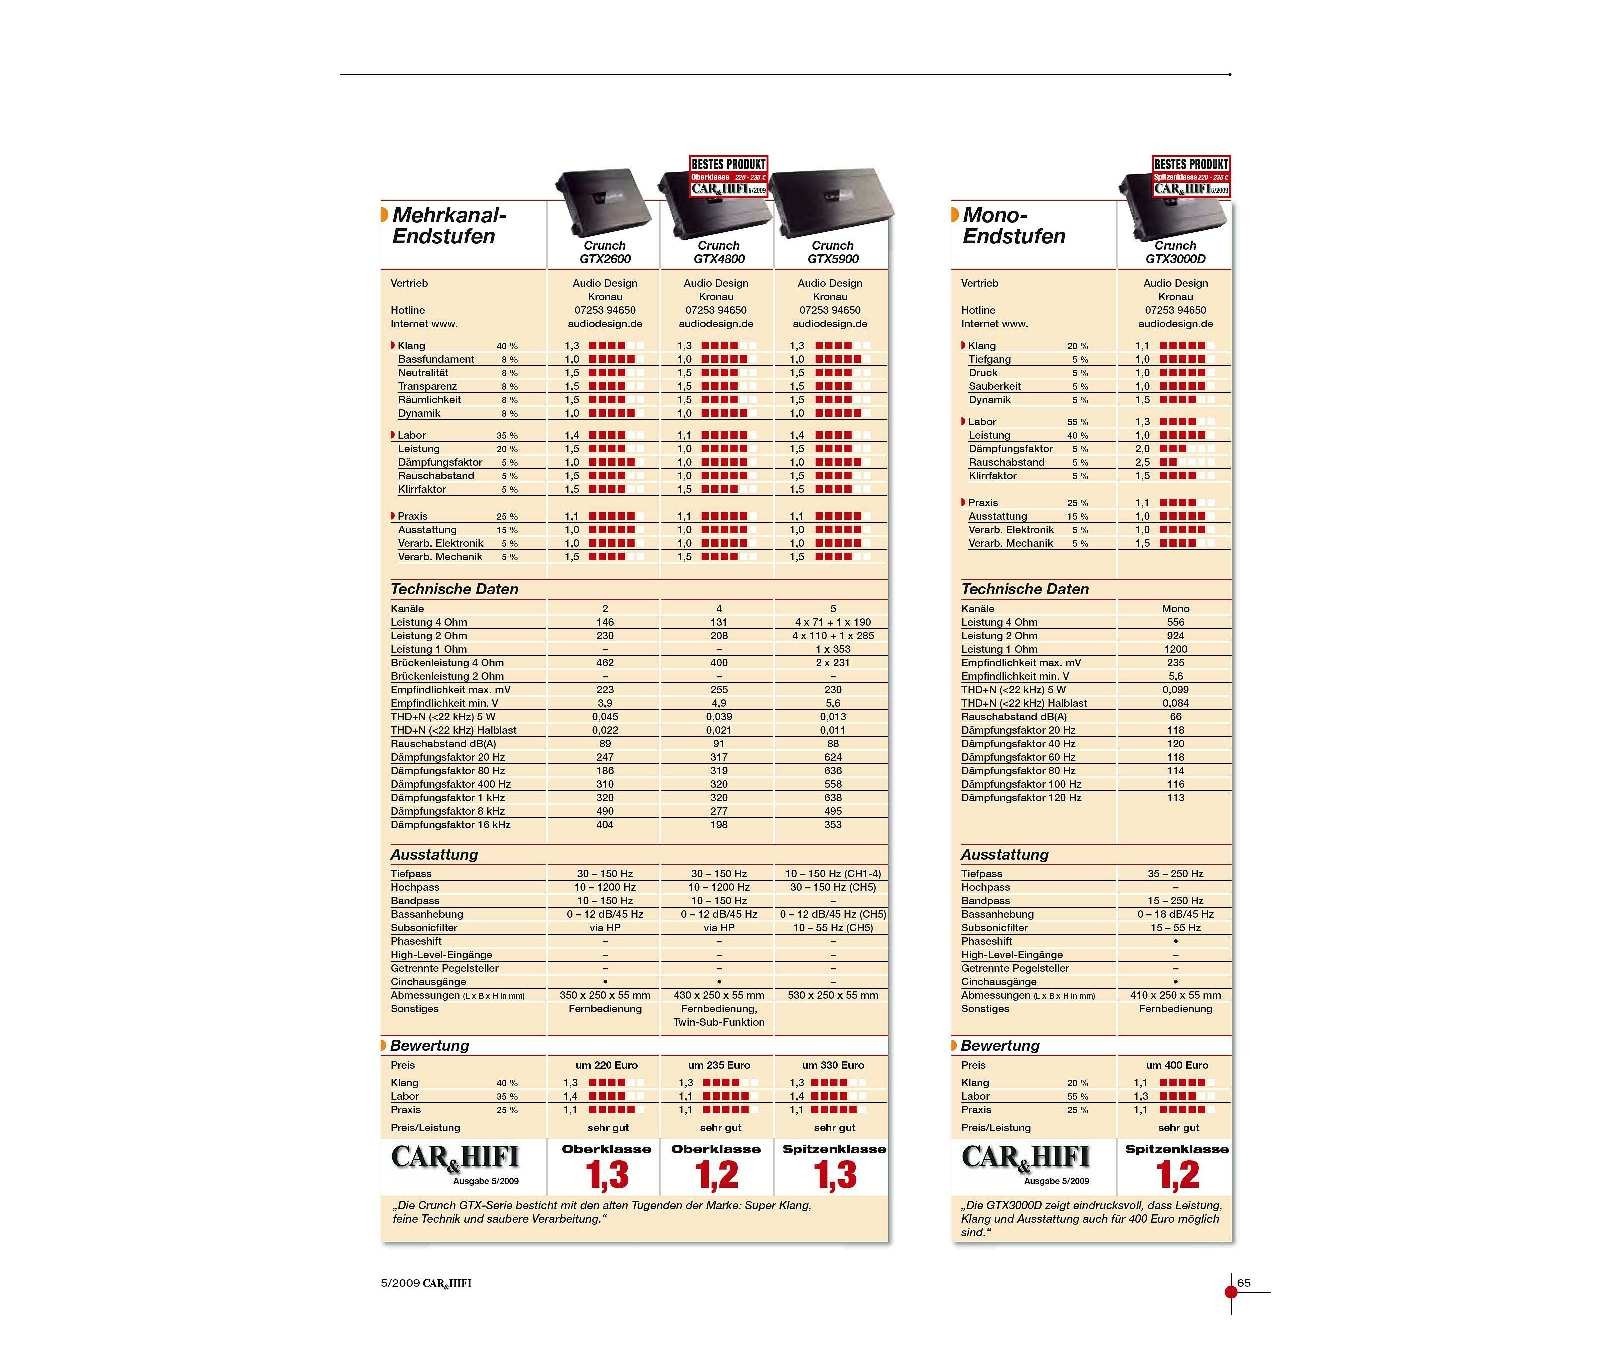 BESTES PRODUKT
Oberklasse 220 - 235 €
CAR&HIFI 5/2009
Mehrkanal-
Endstufen
Crunch GTX2600
Crunch GTX4800
Crunch GTX5900
Vertrieb Audio Design Audio Design Audio Design
Kronau Kronau Kronau
Hotline 07253 94650 07253 94650 07253 94650
Internet www. audiodesign.de audiodesign.de audiodesign.de
Klang 40 % 1,3 1,3 1,3
Bassfundament 8 % 1,0 1,0 1,0
Neutralität 8 % 1,5 1,5 1,5
Transparenz 8 % 1,5 1,5 1,5
Räumlichkeit 8 % 1,5 1,5 1,5
Dynamik 8 % 1,0 1,0 1,0
Labor 35 % 1,4 1,1 1,4
Leistung 20 % 1,5 1,0 1,5
Dämpfungsfaktor 5 % 1,0 1,0 1,0
Rauschabstand 5 % 1,5 1,0 1,5
Klirrfaktor 5 % 1,5 1,5 1,5
Praxis 25 % 1,1 1,1 1,1
Ausstattung 15 % 1,0 1,0 1,0
Verarb. Elektronik 5 % 1,0 1,0 1,0
Verarb. Mechanik 5 % 1,5 1,5 1,5
Technische Daten
Kanäle 2 4 5
Leistung 4 Ohm 146 131 4 x 71 + 1 x 190
Leistung 2 Ohm 230 208 4 x 110 + 1 x 285
Leistung 1 Ohm – – 1 x 353
Brückenleistung 4 Ohm 462 400 2 x 231
Brückenleistung 2 Ohm – – –
Empfindlichkeit max. mV 223 255 230
Empfindlichkeit min. V 3,9 4,9 5,6
THD+N (<22 kHz) 5 W 0,045 0,039 0,013
THD+N (<22 kHz) Halblast 0,022 0,021 0,011
Rauschabstand dB(A) 89 91 88
Dämpfungsfaktor 20 Hz 247 317 624
Dämpfungsfaktor 80 Hz 186 319 636
Dämpfungsfaktor 400 Hz 310 320 558
Dämpfungsfaktor 1 kHz 320 320 638
Dämpfungsfaktor 8 kHz 490 277 495
Dämpfungsfaktor 16 kHz 404 198 353
Ausstattung
Tiefpass 30 – 150 Hz 30 – 150 Hz 10 – 150 Hz (CH1-4)
Hochpass 10 – 1200 Hz 10 – 1200 Hz 30 – 150 Hz (CH5)
Bandpass 10 – 150 Hz 10 – 150 Hz –
Bassanhebung 0 – 12 dB/45 Hz 0 – 12 dB/45 Hz 0 – 12 dB/45 Hz (CH5)
Subsonicfilter via HP via HP 10 – 55 Hz (CH5)
Phaseshift – – –
High-Level-Eingänge – – –
Getrennte Pegelsteller – – –
Cinchausgänge • • –
Abmessungen (L x B x H in mm) 350 x 250 x 55 mm 430 x 250 x 55 mm 530 x 250 x 55 mm
Sonstiges Fernbedienung Fernbedienung,
Twin-Sub-Funktion
Bewertung
Preis um 220 Euro um 235 Euro um 330 Euro
Klang 40 % 1,3 1,3 1,3
Labor 35 % 1,4 1,1 1,4
Praxis 25 % 1,1 1,1 1,1
Preis/Leistung sehr gut sehr gut sehr gut
CAR&HIFI Oberklasse Oberklasse Spitzenklasse
Ausgabe 5/2009 1,3 1,2 1,3
„Die Crunch GTX-Serie besticht mit den alten Tugenden der Marke: Super Klang,
feine Technik und saubere Verarbeitung.“
BESTES PRODUKT
Spitzenklasse
CAR&HIFI 5/2009
Mono-
Endstufen
Crunch
GTX3000D
Vertrieb Audio Design
Kronau
Hotline 07253 94650
Internet www. audiodesign.de
Klang 20 % 1,1
Tiefgang 5 % 1,0
Druck 5 % 1,0
Sauberkeit 5 % 1,0
Dynamik 5 % 1,5
Labor 55 % 1,3
Leistung 40 % 1,0
Dämpfungsfaktor 5 % 2,0
Rauschabstand 5 % 2,5
Klirrfaktor 5 % 1,5
Praxis 25 % 1,1
Ausstattung 15 % 1,0
Verarb. Elektronik 5 % 1,0
Verarb. Mechanik 5 % 1,5
Technische Daten
Kanäle Mono
Leistung 4 Ohm 556
Leistung 2 Ohm 924
Leistung 1 Ohm 1200
Empfindlichkeit max. mV 235
Empfindlichkeit min. V 5,6
THD+N (<22 kHz) 5 W 0,099
THD+N (<22 kHz) Halblast 0,084
Rauschabstand dB(A) 66
Dämpfungsfaktor 20 Hz 118
Dämpfungsfaktor 40 Hz 120
Dämpfungsfaktor 60 Hz 118
Dämpfungsfaktor 80 Hz 114
Dämpfungsfaktor 100 Hz 116
Dämpfungsfaktor 120 Hz 113
Ausstattung
Tiefpass 35 – 250 Hz
Hochpass –
Bandpass 15 – 250 Hz
Bassanhebung 0 – 18 dB/45 Hz
Subsonicfilter 15 – 55 Hz
Phaseshift •
High-Level-Eingänge –
Getrennte Pegelsteller –
Cinchausgänge •
Abmessungen (L x B x H in mm) 410 x 250 x 55 mm
Sonstiges Fernbedienung
Bewertung
Preis um 400 Euro
Klang 20 % 1,1
Labor 55 % 1,3
Praxis 25 % 1,1
Preis/Leistung sehr gut
CAR&HIFI Spitzenklasse
Ausgabe 5/2009 1,2
„Die GTX3000D zeigt eindrucksvoll, dass Leistung,
Klang und Ausstattung auch für 400 Euro möglich
sind.“
5/2009 CAR&HIFI
65